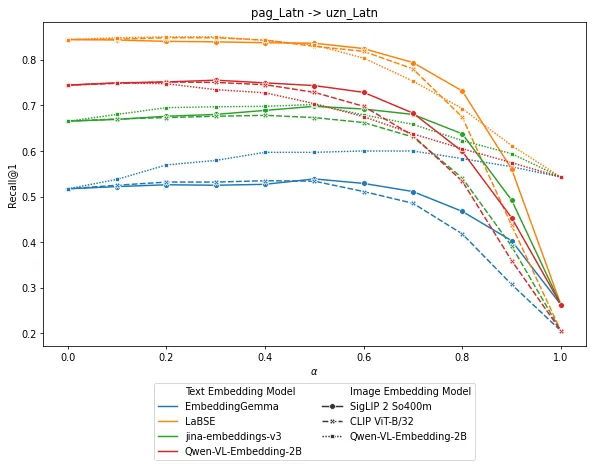 pag_Latn -> uzn_Latn
Recall@1
0.8
0.7
0.6
0.5
0.4
0.3
0.2
0.0 0.2 0.4 0.6 0.8 1.0
α
Text Embedding Model Image Embedding Model
EmbeddingGemma SigLIP 2 So400m
LaBSE CLIP ViT-B/32
jina-embeddings-v3 Qwen-VL-Embedding-2B
Qwen-VL-Embedding-2B